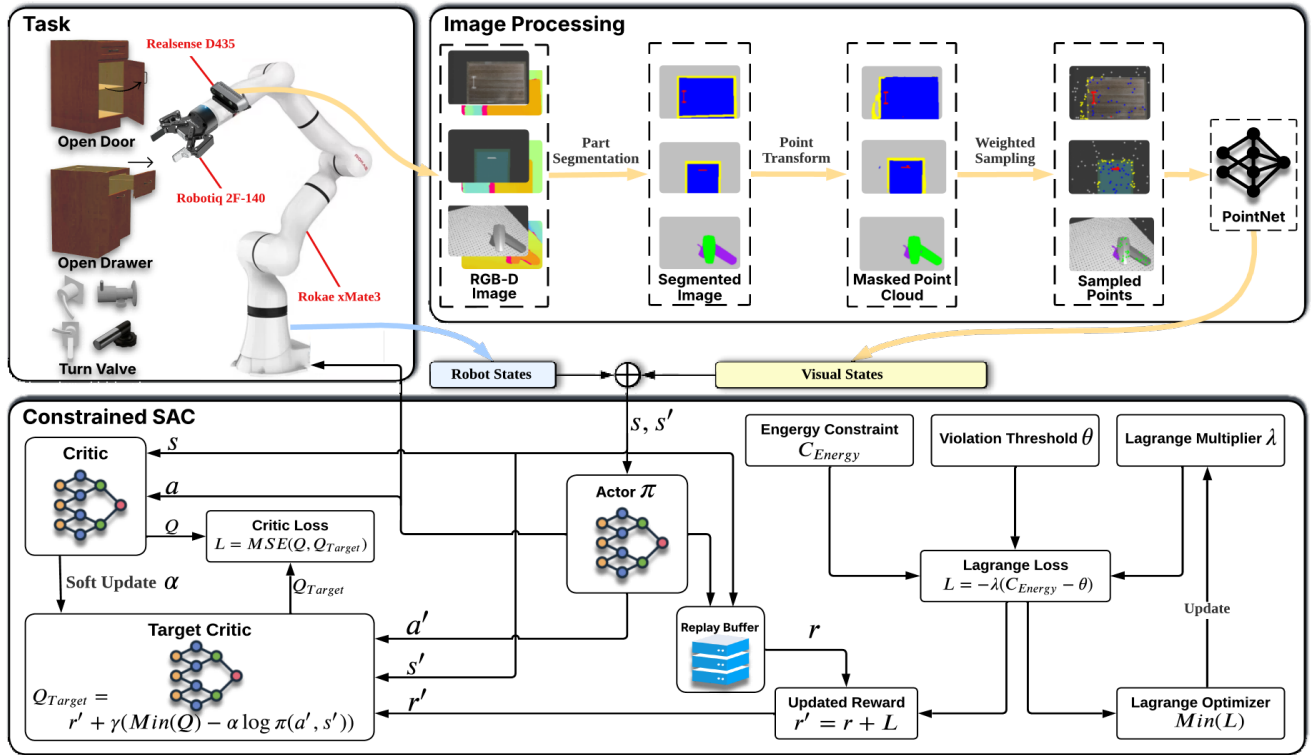 Task
Realsense D435
Open Door
Robotiq 2F-140
Open Drawer
Rokae xMate3
Turn Valve
Image Processing
RGB-D
Image
Part
Segmentation
Segmented
Image
Point
Transform
Masked Point
Cloud
Weighted
Sampling
Sampled
Points
PointNet
Robot States
Visual States
s, s′
Constrained SAC
Critic
s
a
Q
Critic Loss
L = MSE(Q, Q_Target)
Soft Update α
Q_Target
Target Critic
Q_Target =
r′ + γ(Min(Q) − α log π(a′, s′))
a′
s′
r′
Actor π
Replay Buffer
r
Updated Reward
r′ = r + L
Engergy Constraint
C_Energy
Violation Threshold θ
Lagrange Multiplier λ
Lagrange Loss
L = −λ(C_Energy − θ)
Update
Lagrange Optimizer
Min(L)